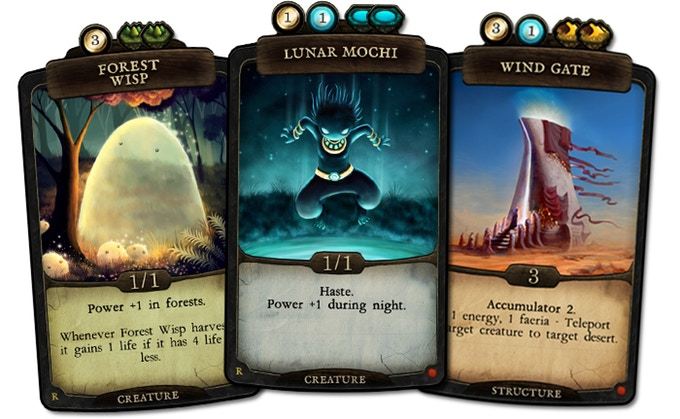 3
FOREST
WISP
1/1
Power +1 in forests.
Whenever Forest Wisp
it gains 1 life if it has 4 life
less.
R
CREATURE
1 1
LUNAR MOCHI
1/1
Haste.
Power +1 during night.
R
CREATURE
3 1
WIND GATE
3
Accumulator 2.
1 energy, 1 faeria - Teleport
creature to target desert.
STRUCTURE